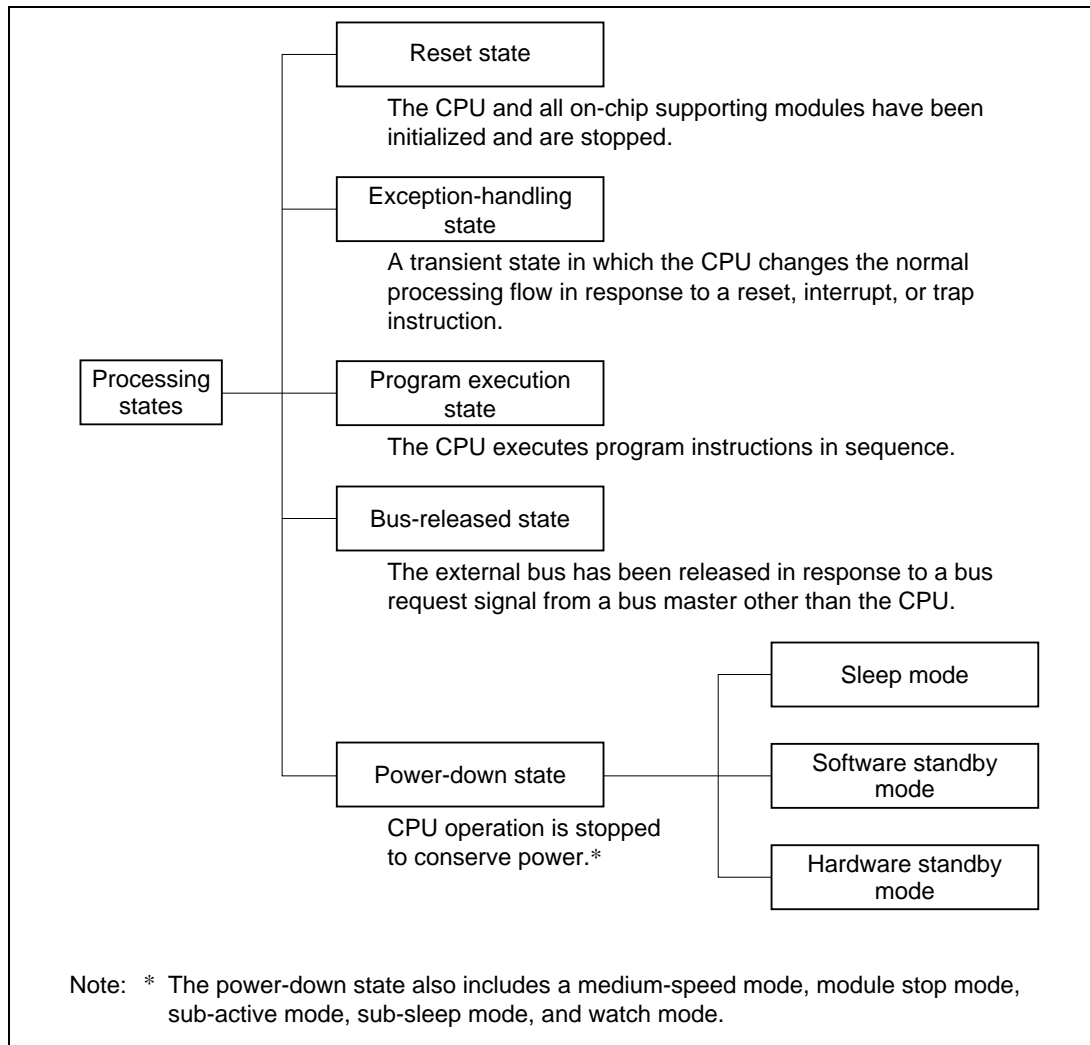 Reset state
The CPU and all on-chip supporting modules have been
initialized and are stopped.
Exception-handling
state
A transient state in which the CPU changes the normal
processing flow in response to a reset, interrupt, or trap
instruction.
Processing
states
Program execution
state
The CPU executes program instructions in sequence.
Bus-released state
The external bus has been released in response to a bus
request signal from a bus master other than the CPU.
Power-down state
CPU operation is stopped
to conserve power.*
Sleep mode
Software standby
mode
Hardware standby
mode
Note: * The power-down state also includes a medium-speed mode, module stop mode,
sub-active mode, sub-sleep mode, and watch mode.